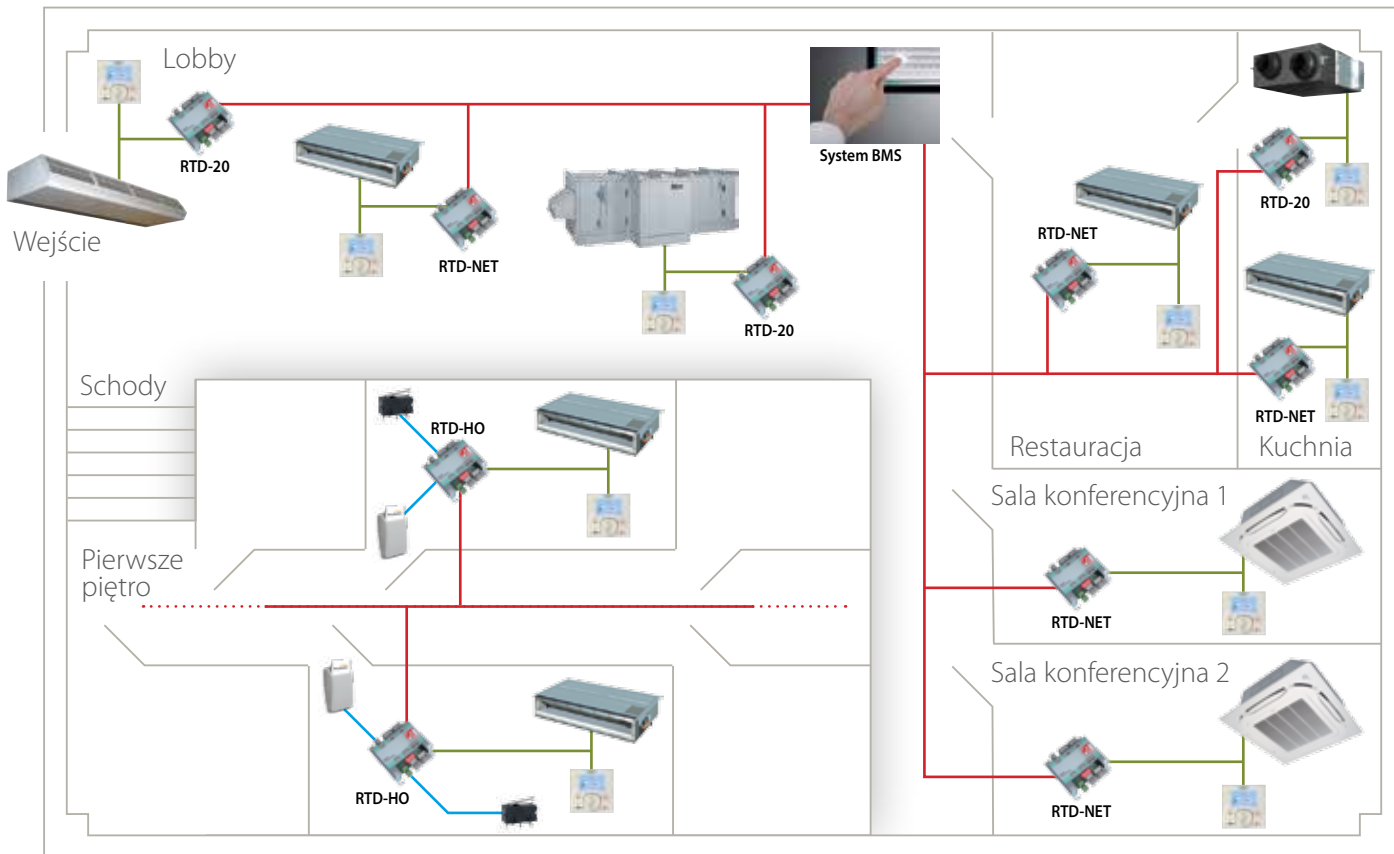 Lobby
RTD-20
Wejście
RTD-NET
RTD-20
System BMS
RTD-NET
RTD-20
RTD-NET
Restauracja
Kuchnia
Schody
RTD-HO
Pierwsze
piętro
RTD-HO
Sala konferencyjna 1
RTD-NET
Sala konferencyjna 2
RTD-NET